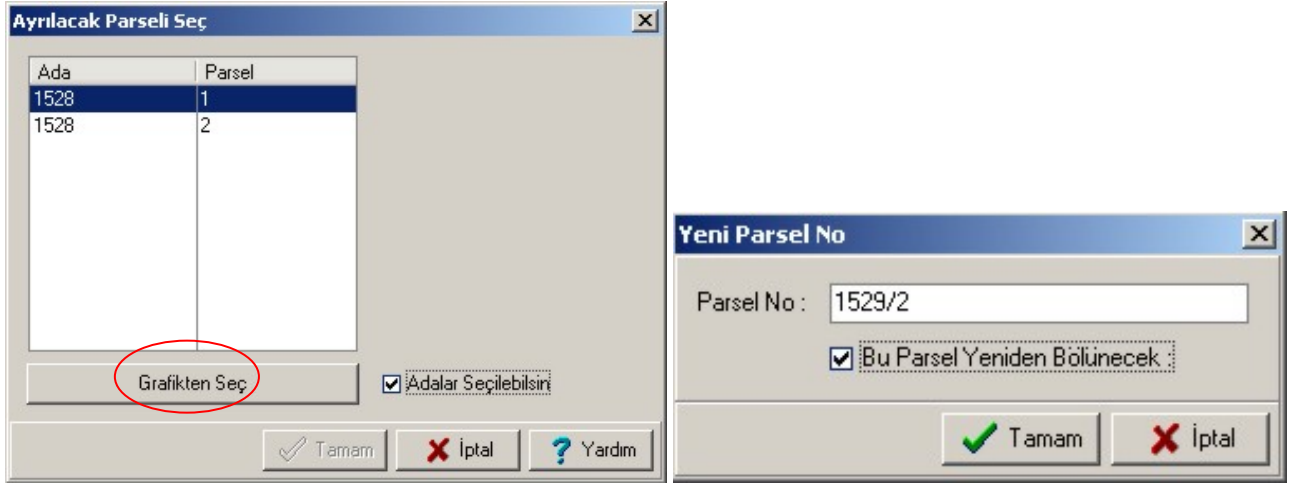 Ayrılacak Parseli Seç
Ada Parsel
1528 1
1528 2
Grafikten Seç
Adalar Seçilebilsin
Tamam İptal Yardım
Yeni Parsel No
Parsel No : 1529/2
Bu Parsel Yeniden Bölünecek :
Tamam İptal